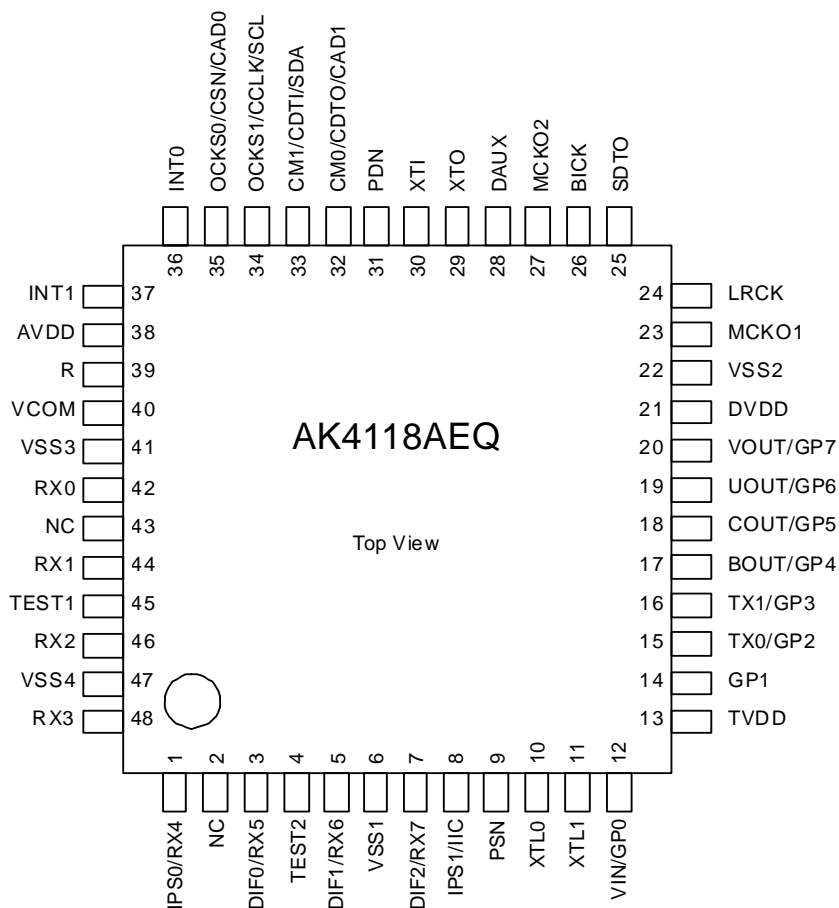 INT0
OCKS0/CSN/CAD0
OCKS1/CCLK/SCL
CM1/CDTI/SDA
CM0/CDTO/CAD1
PDN
XTI
XTO
DAUX
MCKO2
BICK
SDTO
36
35
34
33
32
31
30
29
28
27
26
25
INT1 37
AVDD 38
R 39
VCOM 40
VSS3 41
RX0 42
NC 43
RX1 44
TEST1 45
RX2 46
VSS4 47
RX3 48
AK4118AEQ
Top View
24 LRCK
23 MCKO1
22 VSS2
21 DVDD
20 VOUT/GP7
19 UOUT/GP6
18 COUT/GP5
17 BOUT/GP4
16 TX1/GP3
15 TX0/GP2
14 GP1
13 TVDD
1
2
3
4
5
6
7
8
9
10
11
12
IPS0/RX4
NC
DIF0/RX5
TEST2
DIF1/RX6
VSS1
DIF2/RX7
IPS1/IIC
PSN
XTL0
XTL1
VIN/GP0